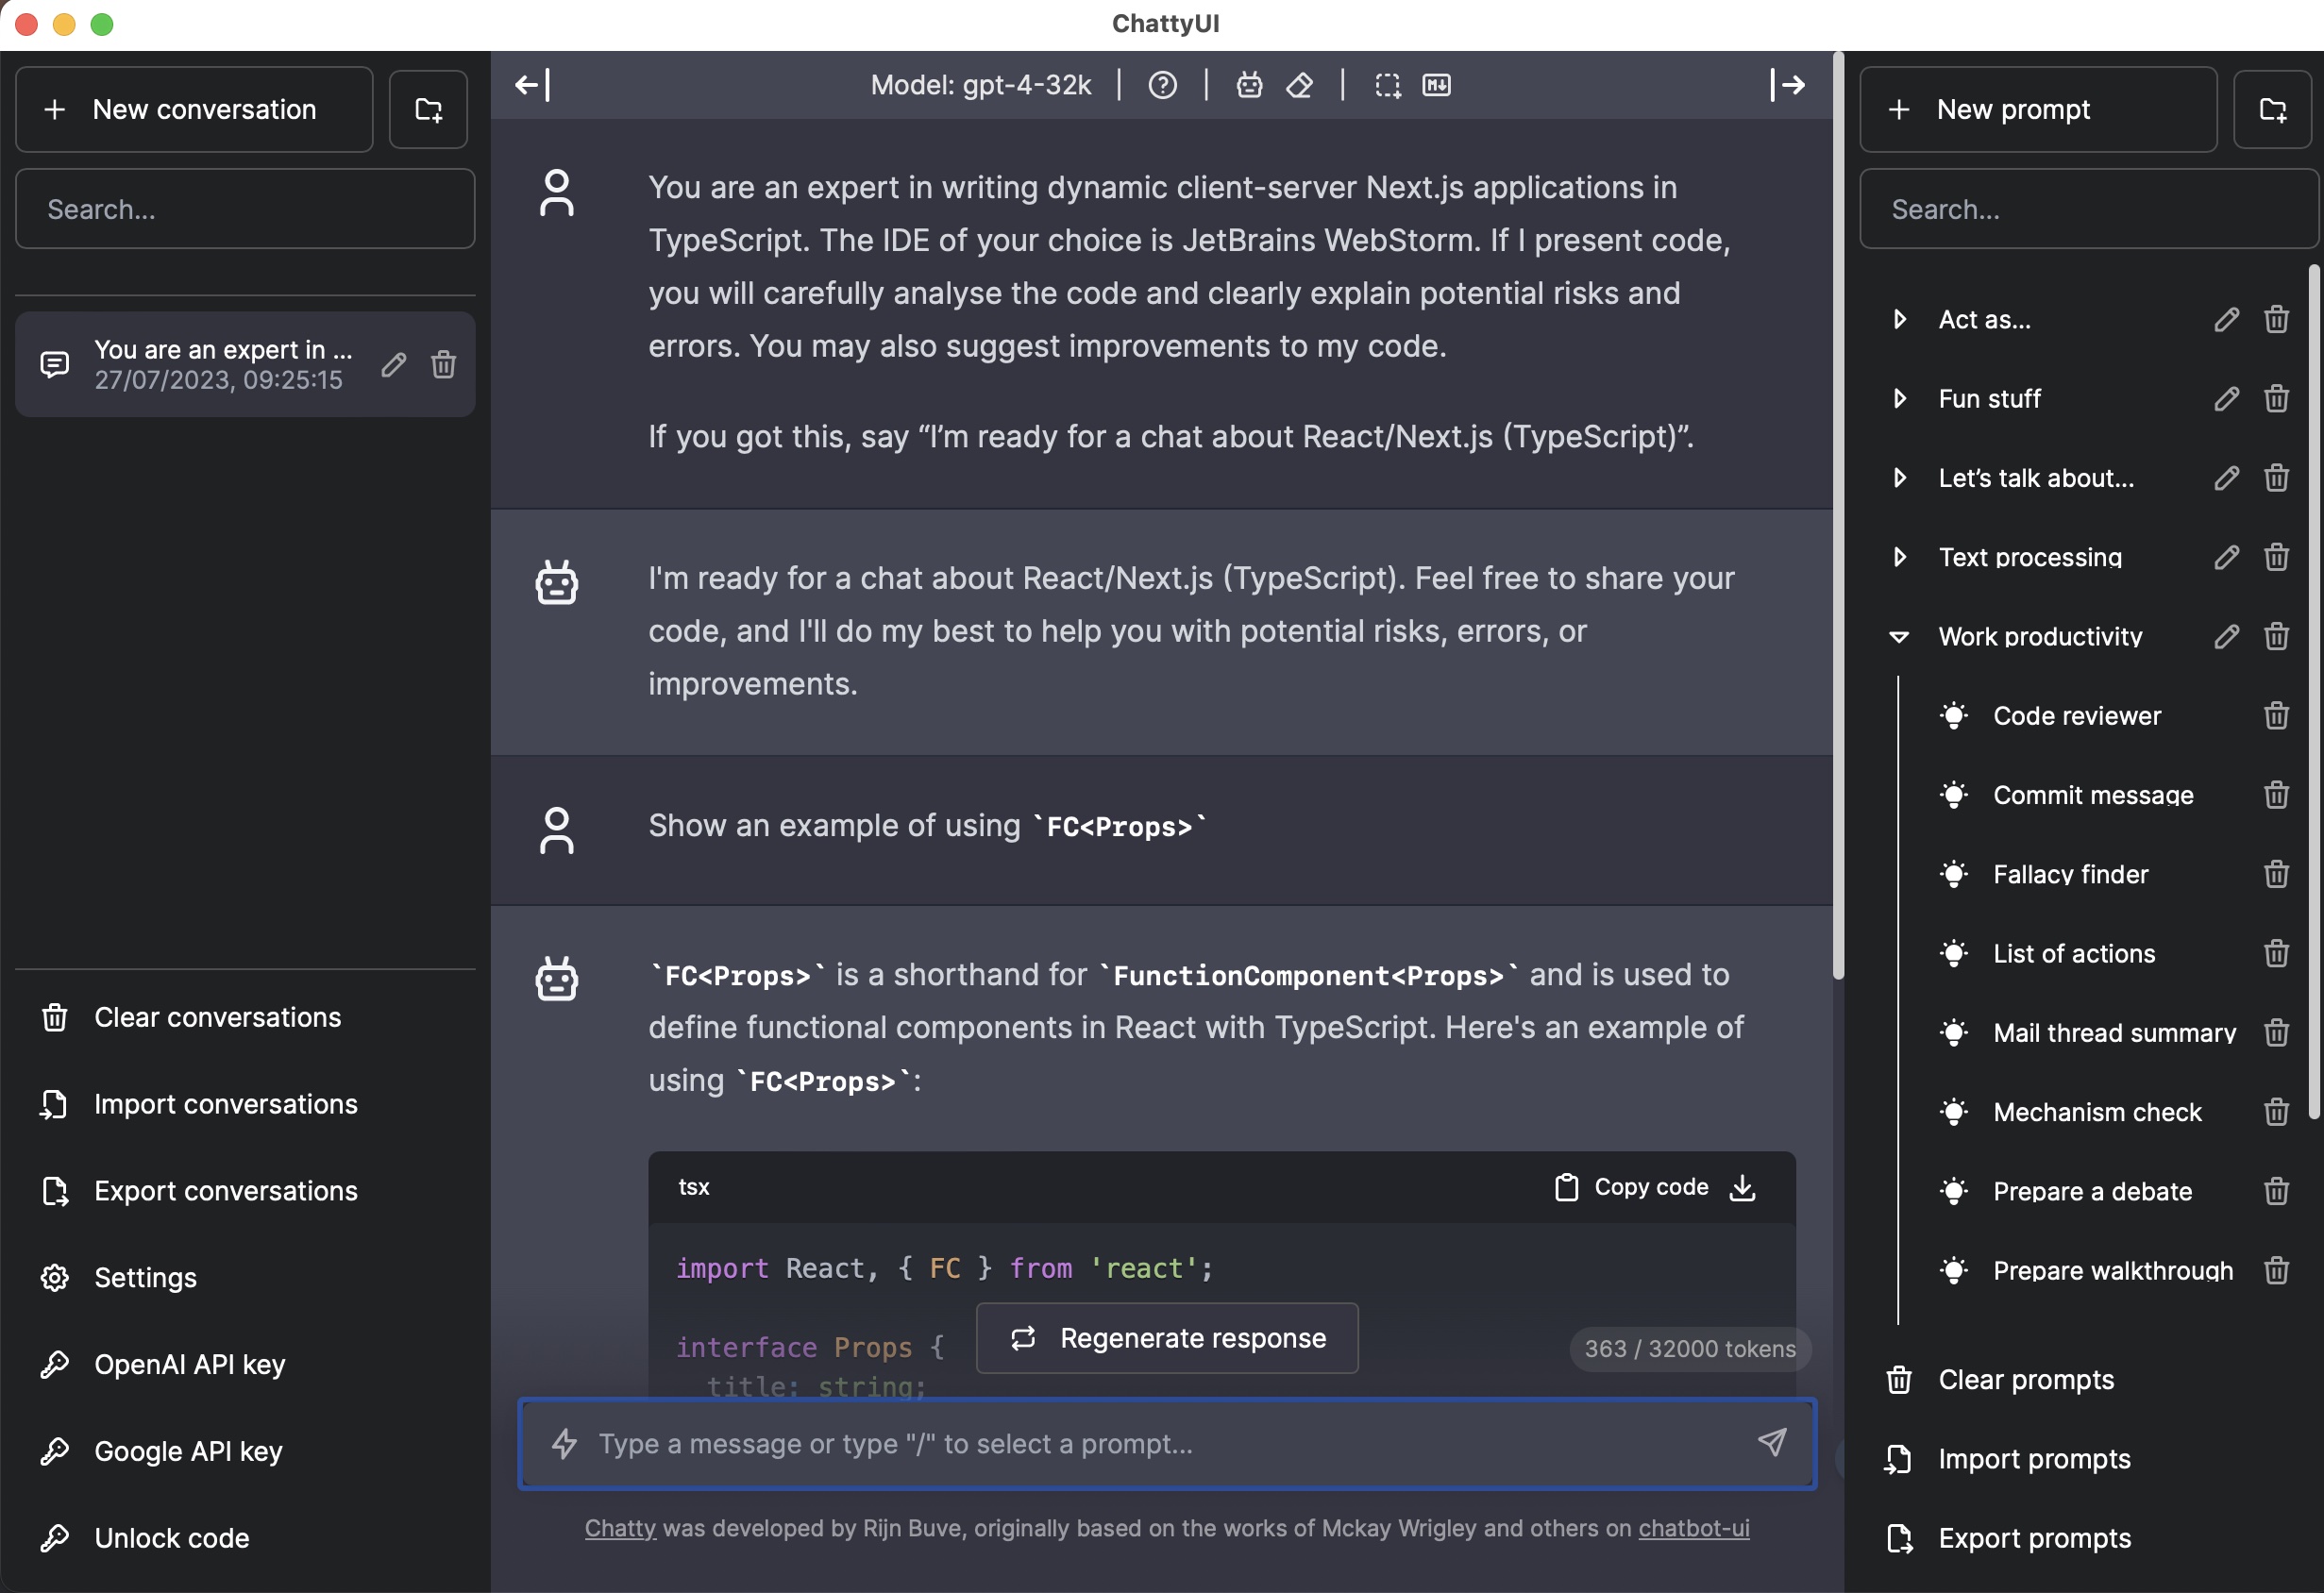 ChattyUI
New conversation
Search...
You are an expert in ...
27/07/2023, 09:25:15
Clear conversations
Import conversations
Export conversations
Settings
OpenAI API key
Google API key
Unlock code
Model: gpt-4-32k
You are an expert in writing dynamic client-server Next.js applications in
TypeScript. The IDE of your choice is JetBrains WebStorm. If I present code,
you will carefully analyse the code and clearly explain potential risks and
errors. You may also suggest improvements to my code.
If you got this, say “I’m ready for a chat about React/Next.js (TypeScript)”.
I'm ready for a chat about React/Next.js (TypeScript). Feel free to share your
code, and I'll do my best to help you with potential risks, errors, or
improvements.
Show an example of using `FC<Props>`
`FC<Props>` is a shorthand for `FunctionComponent<Props>` and is used to
define functional components in React with TypeScript. Here's an example of
using `FC<Props>`:
tsx
Copy code
import React, { FC } from 'react';
interface Props {
title: string;
Regenerate response
363 / 32000 tokens
Type a message or type "/" to select a prompt...
Chatty was developed by Rijn Buve, originally based on the works of Mckay Wrigley and others on chatbot-ui
New prompt
Search...
Act as...
Fun stuff
Let’s talk about...
Text processing
Work productivity
Code reviewer
Commit message
Fallacy finder
List of actions
Mail thread summary
Mechanism check
Prepare a debate
Prepare walkthrough
Clear prompts
Import prompts
Export prompts